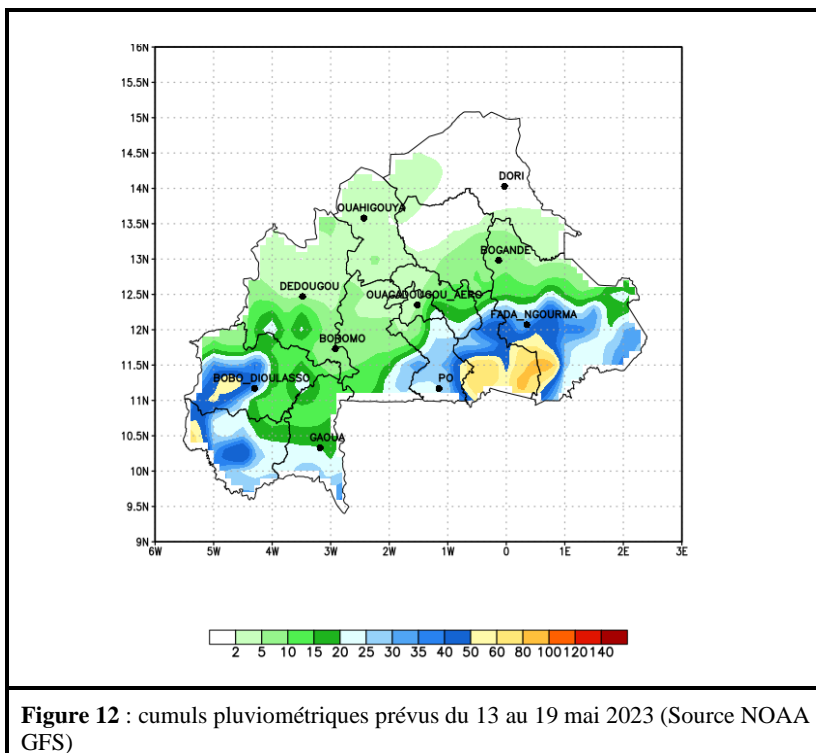 16N
15.5N
15N
14.5N
14N
13.5N
13N
12.5N
12N
11.5N
11N
10.5N
10N
9.5N
9N
DORI
OUAHIGOUYA
BOGANDE
DEDOUGOU
OUAGADOUGOU_AERO
FADA_NGOURMA
BOROMO
BOBO_DIOULASSO
PO
GAOUA
6W 5W 4W 3W 2W 1W 0 1E 2E 3E
2 5 10 15 20 25 30 35 40 50 60 80 100 120 140
Figure 12 : cumuls pluviométriques prévus du 13 au 19 mai 2023 (Source NOAA
GFS)